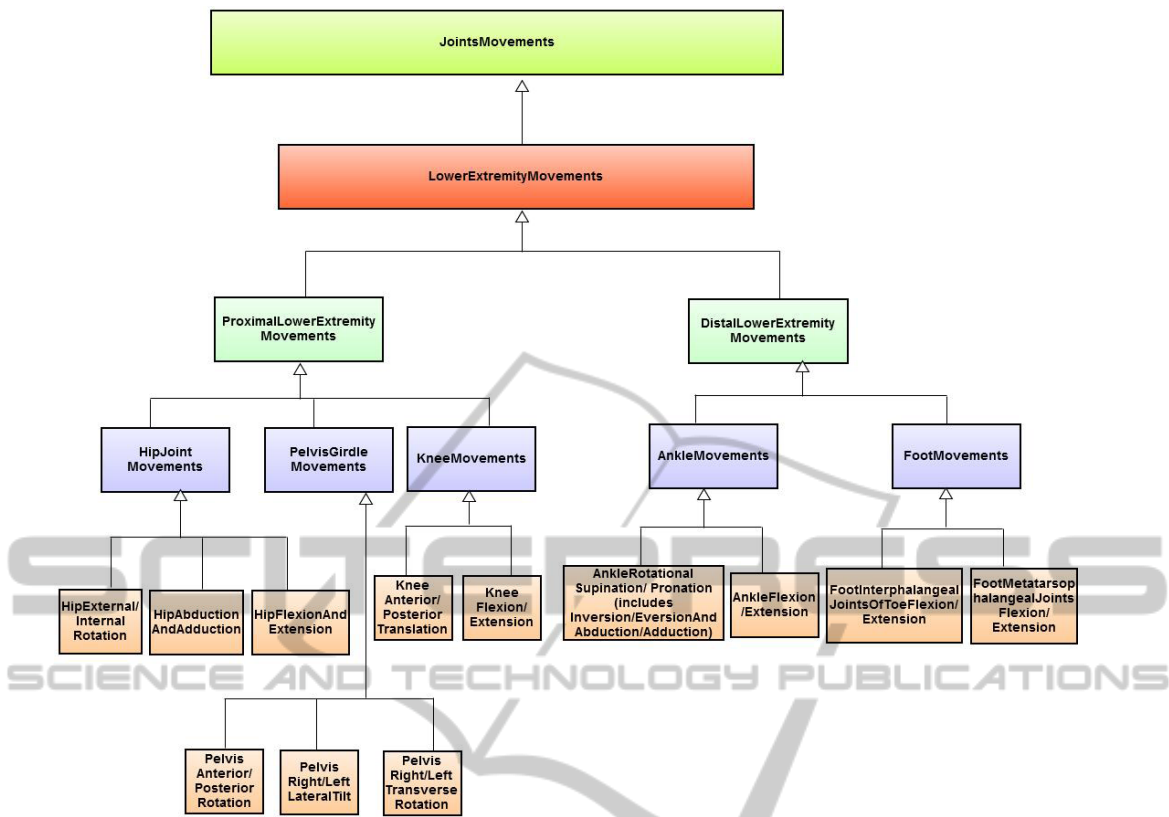 JointsMovements
LowerExtremityMovements
ProximalLowerExtremity
Movements
DistalLowerExtremity
Movements
HipJoint
Movements
PelvisGirdle
Movements
KneeMovements
AnkleMovements
FootMovements
HipExternal/
Internal
Rotation
HipAbduction
AndAdduction
HipFlexionAnd
Extension
Knee
Anterior/
Posterior
Translation
Knee
Flexion/
Extension
AnkleRotational
Supination/ Pronation
(includes
Inversion/EversionAnd
Abduction/Adduction)
AnkleFlexion
/Extension
FootInterphalangeal
JointsOfToeFlexion/
Extension
FootMetatarsop
halangealJoints
Flexion/
Extension
Pelvis
Anterior/
Posterior
Rotation
Pelvis
Right/Left
LateralTilt
Pelvis
Right/Left
Transverse
Rotation
SCITEPRESS
SCIENCE AND TECHNOLOGY PUBLICATIONS